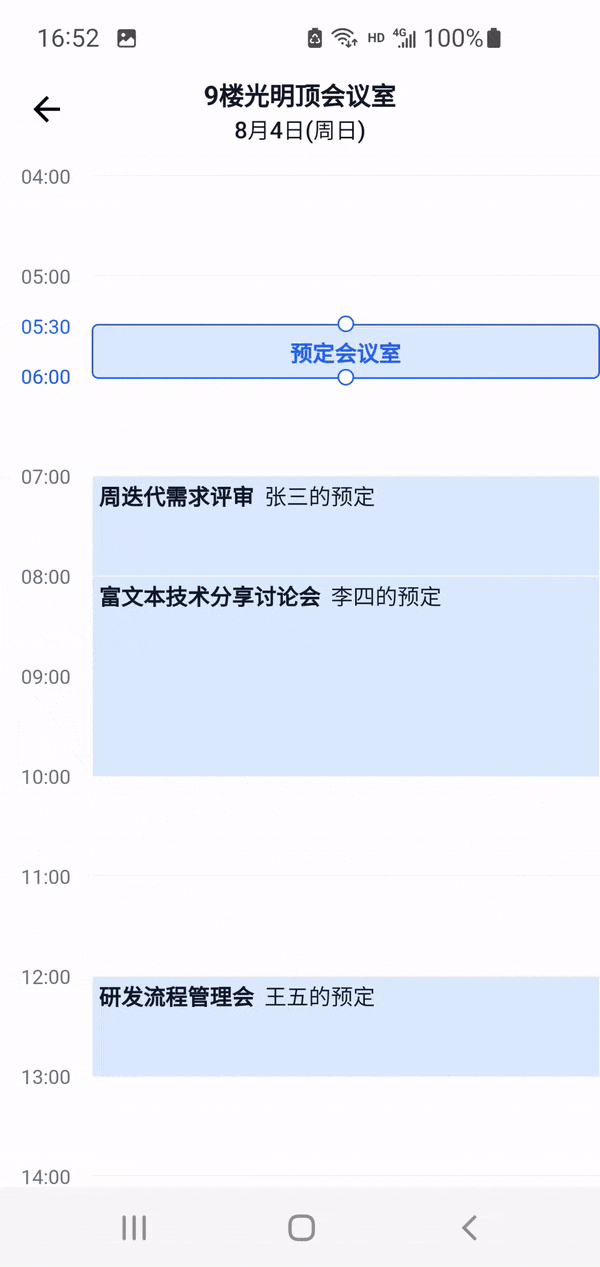 16:52 HD 4G 100%
9楼光明顶会议室
8月4日(周日)
04:00
05:00
05:30
预定会议室
06:00
07:00
周迭代需求评审 张三的预定
08:00
富文本技术分享讨论会 李四的预定
09:00
10:00
11:00
12:00
研发流程管理会 王五的预定
13:00
14:00